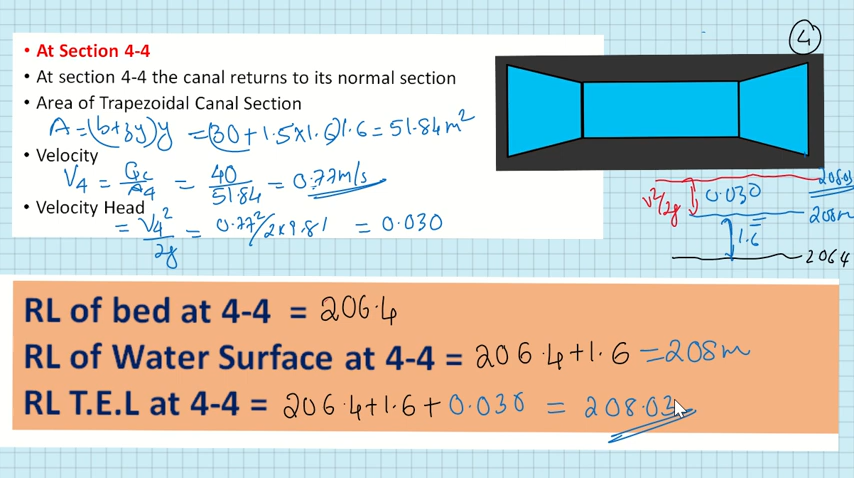 4
• At Section 4-4
• At section 4-4 the canal returns to its normal section
• Area of Trapezoidal Canal Section
A = (b+zy)y = (30+1.5×1.6)1.6 = 51.84m²
• Velocity
V4 = Qc/A4 = 40/51.84 = 0.77m/s
• Velocity Head
= V4²/2g = 0.77²/2×9.81 = 0.030
v²/2g
0.030
208m
1.6
206.4
RL of bed at 4-4 = 206.4
RL of Water Surface at 4-4 = 206.4+1.6 =208m
RL T.E.L at 4-4 = 206.4+1.6+0.030 = 208.03